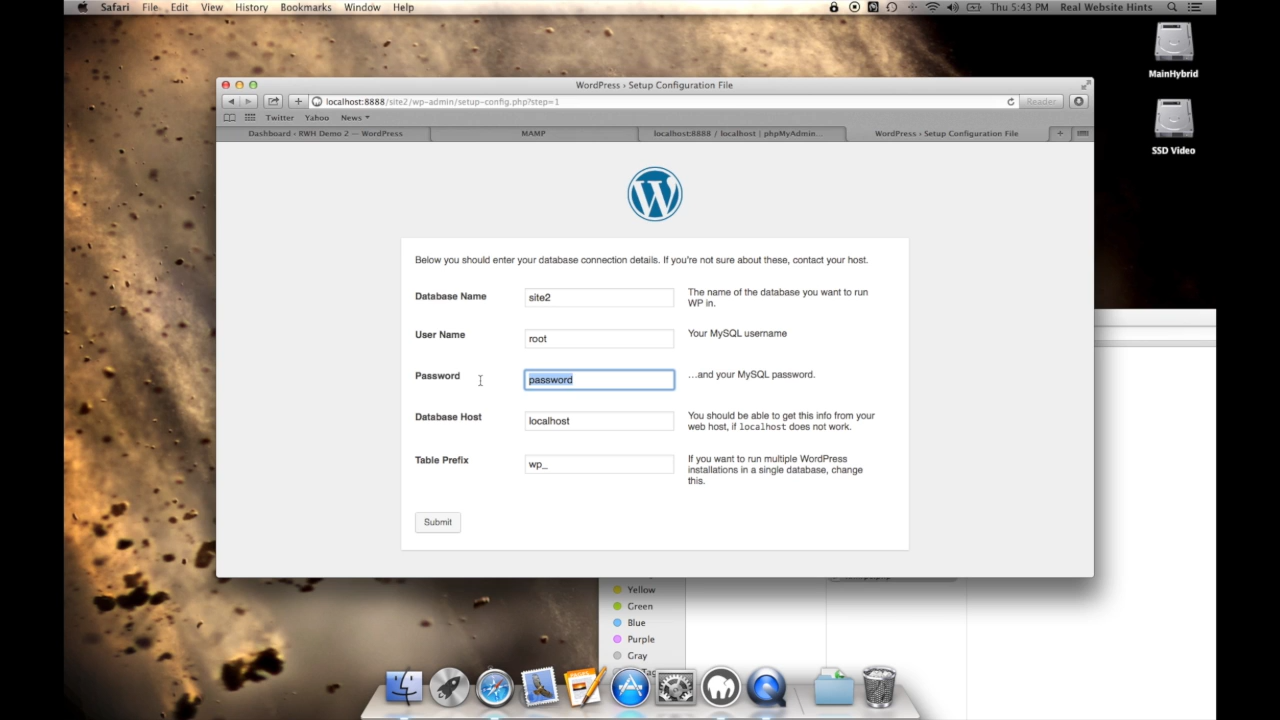 Safari File Edit View History Bookmarks Window Help Thu 5:43 PM Real Website Hints
MainHybrid
SSD Video
WordPress › Setup Configuration File
localhost:8888/site2/wp-admin/setup-config.php?step=1
Reader
Twitter Yahoo News
Dashboard ‹ RWH Demo 2 — WordPress
MAMP
localhost:8888 / localhost | phpMyAdmin...
WordPress › Setup Configuration File
Below you should enter your database connection details. If you're not sure about these, contact your host.
Database Name
site2
The name of the database you want to run
WP in.
User Name
root
Your MySQL username
Password
password
…and your MySQL password.
Database Host
localhost
You should be able to get this info from your
web host, if localhost does not work.
Table Prefix
wp_
If you want to run multiple WordPress
installations in a single database, change
this.
Submit
Yellow
Green
Blue
Purple
Gray